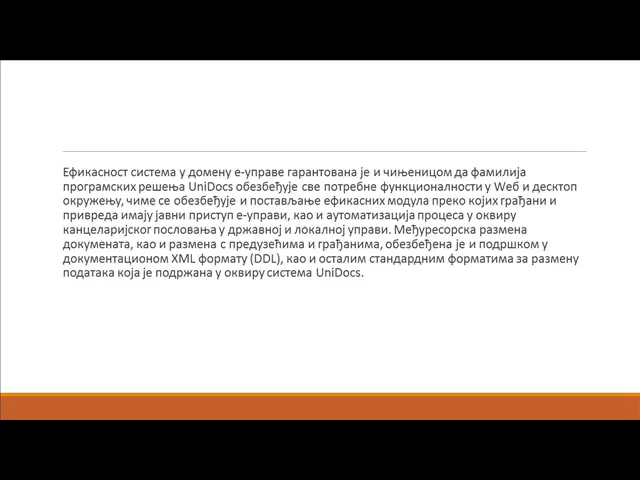 Ефикасност система у домену е-управе гарантована је и чињеницом да фамилија
програмских решења UniDocs обезбеђује све потребне функционалности у Wеб и десктоп
окружењу, чиме се обезбеђује и постављање ефикасних модула преко којих грађани и
привреда имају јавни приступ е-управи, као и аутоматизација процеса у оквиру
канцеларијског пословања у државној и локалној управи. Међуресорска размена
докумената, као и размена с предузећима и грађанима, обезбеђена је и подршком у
документационом XML формату (DDL), као и осталим стандардним форматима за размену
података која је подржана у оквиру система UniDocs.